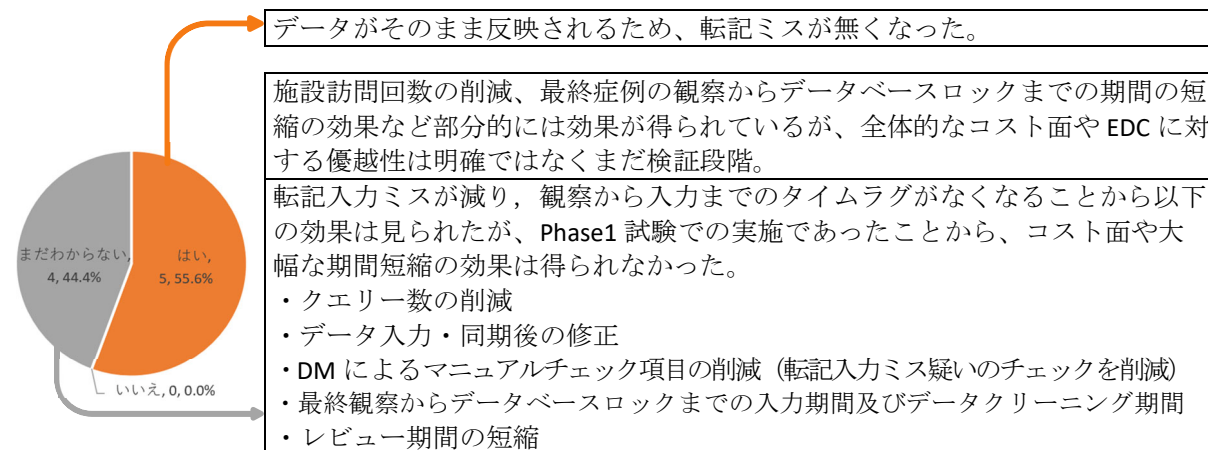 データがそのまま反映されるため、転記ミスが無くなった。
施設訪問回数の削減、最終症例の観察からデータベースロックまでの期間の短
縮の効果など部分的には効果が得られているが、全体的なコスト面や EDC に対
する優越性は明確ではなくまだ検証段階。
転記入力ミスが減り，観察から入力までのタイムラグがなくなることから以下
の効果は見られたが、Phase1 試験での実施であったことから、コスト面や大
幅な期間短縮の効果は得られなかった。
・クエリー数の削減
・データ入力・同期後の修正
・DM によるマニュアルチェック項目の削減（転記入力ミス疑いのチェックを削減）
・最終観察からデータベースロックまでの入力期間及びデータクリーニング期間
・レビュー期間の短縮
まだわからない,
4, 44.4%
はい,
5, 55.6%
いいえ, 0, 0.0%